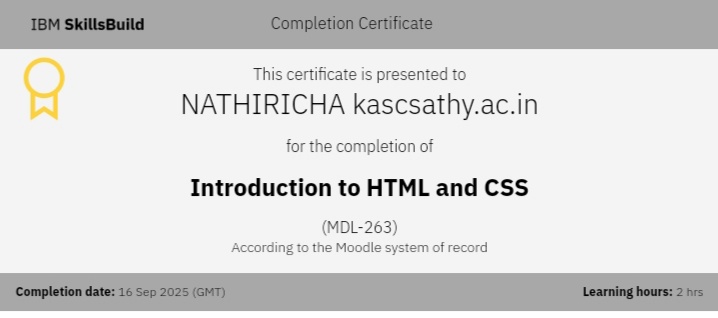 IBM SkillsBuild
Completion Certificate
This certificate is presented to
NATHIRICHA kascsathy.ac.in
for the completion of
Introduction to HTML and CSS
(MDL-263)
According to the Moodle system of record
Completion date: 16 Sep 2025 (GMT)
Learning hours: 2 hrs